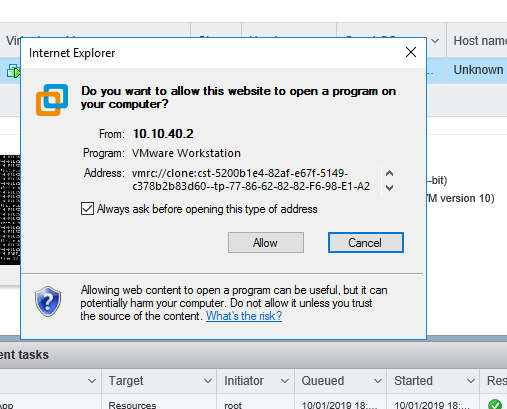 Host name
Unknown
Internet Explorer
Do you want to allow this website to open a program on
your computer?
From: 10.10.40.2
Program: VMware Workstation
Address: vmrc://clone:cst-5200b1e4-82af-e67f-5149-
c378b2b83d60--tp-77-86-62-82-82-F6-98-E1-A2
-bit)
M version 10)
Always ask before opening this type of address
Allow
Cancel
Allowing web content to open a program can be useful, but it can
potentially harm your computer. Do not allow it unless you trust
the source of the content. What's the risk?
ent tasks
Target Initiator Queued Started Res
App Resources root 10/01/2019 18:... 10/01/2019 18:...